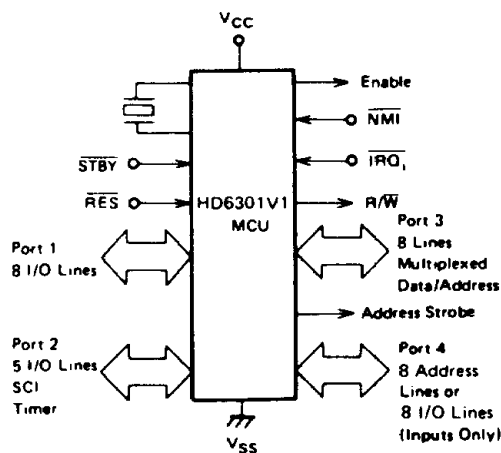 VCC
Enable
NMI
STBY
IRQ1
RES
HD6301V1
MCU
R/W
Port 1
8 I/O Lines
Port 3
8 Lines
Multiplexed
Data/Address
Address Strobe
Port 2
5 I/O Lines
SCI
Timer
Port 4
8 Address
Lines or
8 I/O Lines
(Inputs Only)
VSS